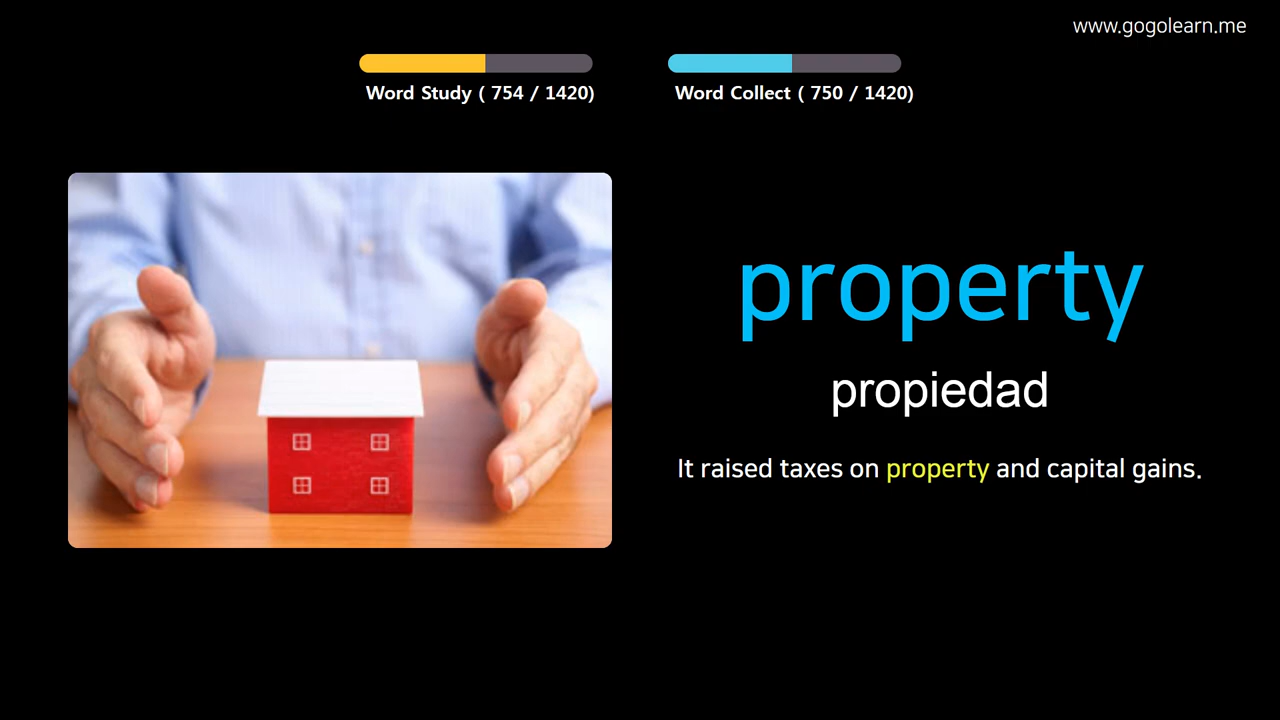 www.gogolearn.me
Word Study ( 754 / 1420)
Word Collect ( 750 / 1420)
property
propiedad
It raised taxes on property and capital gains.